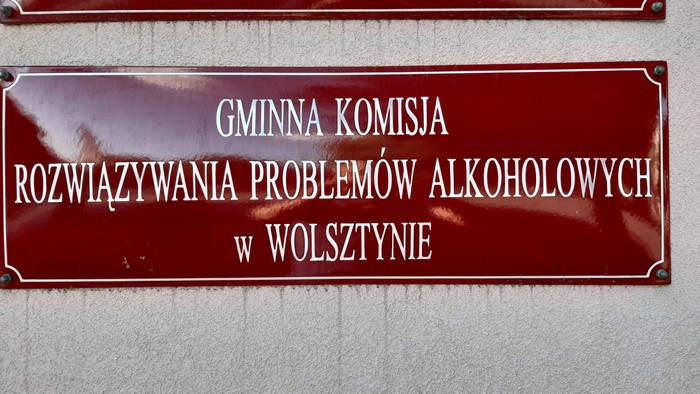 GMINNA KOMISJA
ROZWIĄZYWANIA PROBLEMÓW ALKOHOLOWYCH
w WOLSZTYNIE